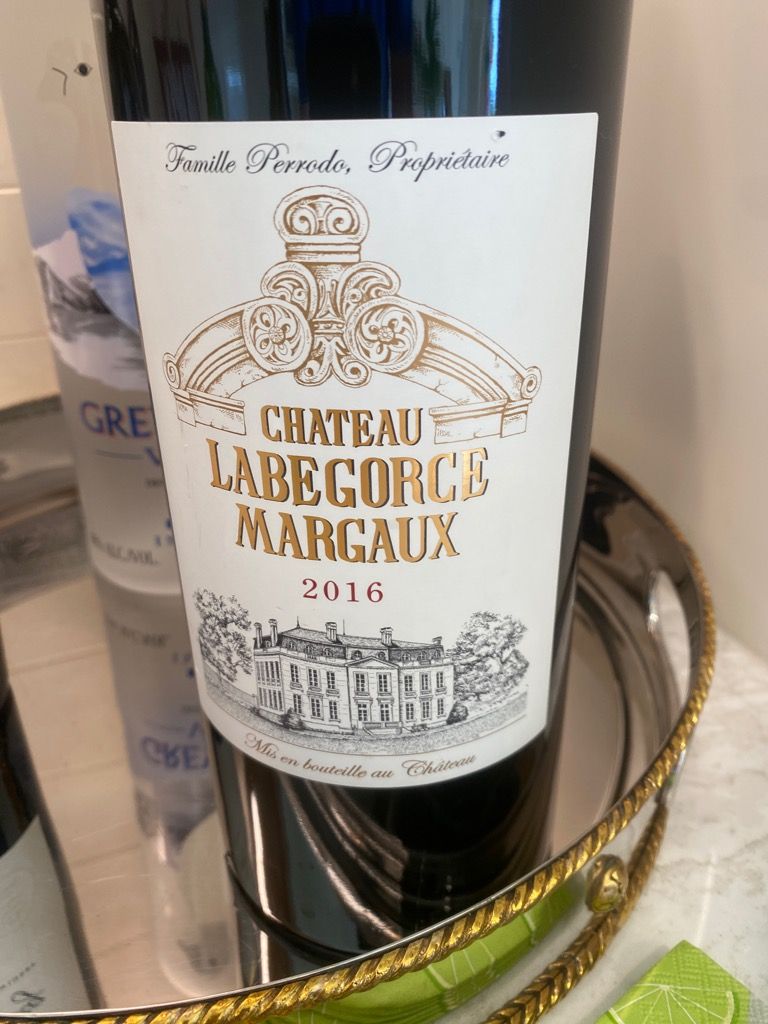 Famille Perrodo, Propriétaire
CHATEAU
LABEGORCE
MARGAUX
2016
Mis en bouteille au Château
GRE
V